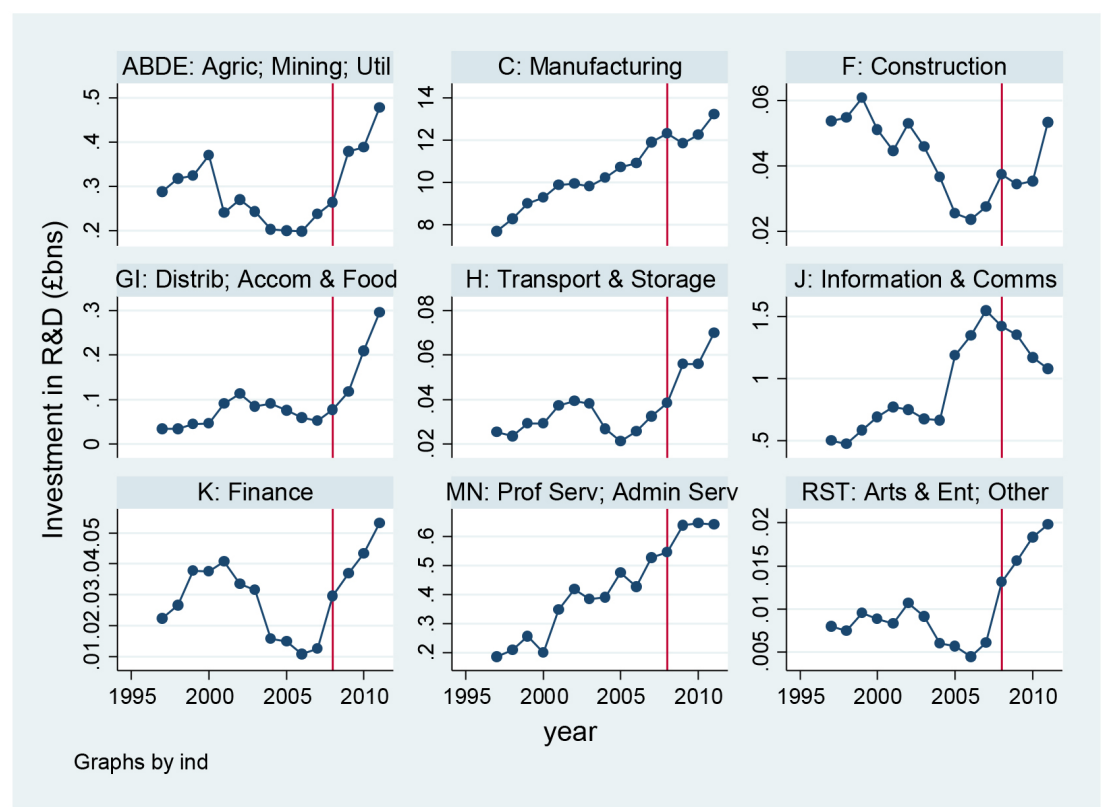 ABDE: Agric; Mining; Util
C: Manufacturing
F: Construction
.2 .3 .4 .5
8 10 12 14
.02 .04 .06
GI: Distrib; Accom & Food
H: Transport & Storage
J: Information & Comms
0 .1 .2 .3
.02 .04 .06 .08
.5 1 1.5
K: Finance
MN: Prof Serv; Admin Serv
RST: Arts & Ent; Other
.01 .02 .03 .04 .05
.2 .3 .4 .5 .6
.005 .01 .015 .02
1995 2000 2005 2010
1995 2000 2005 2010
1995 2000 2005 2010
Investment in R&D (£bns)
year
Graphs by ind